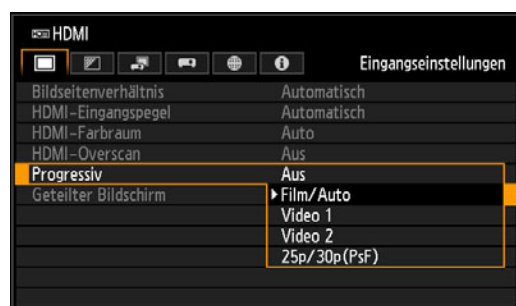 HDMI
Eingangseinstellungen
Bildseitenverhältnis Automatisch
HDMI-Eingangspegel Automatisch
HDMI-Farbraum Auto
HDMI-Overscan Aus
Progressiv Aus
Geteilter Bildschirm Film/Auto
Video 1
Video 2
25p/30p(PsF)